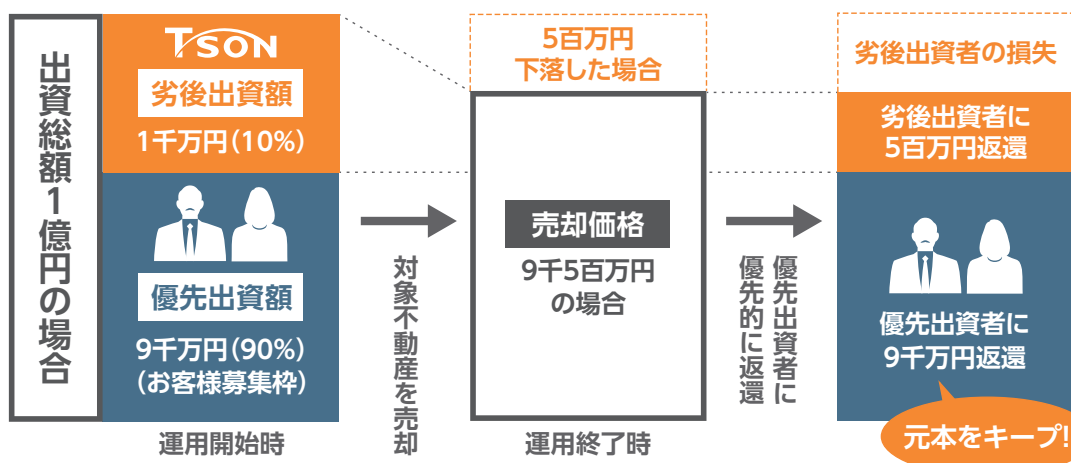 出資総額1億円の場合
TSON
劣後出資額
1千万円(10%)
優先出資額
9千万円(90%)
(お客様募集枠)
運用開始時
対象不動産を売却
5百万円
下落した場合
売却価格
9千5百万円
の場合
運用終了時
優先出資者に
優先的に返還
劣後出資者の損失
劣後出資者に
5百万円返還
優先出資者に
9千万円返還
元本をキープ!